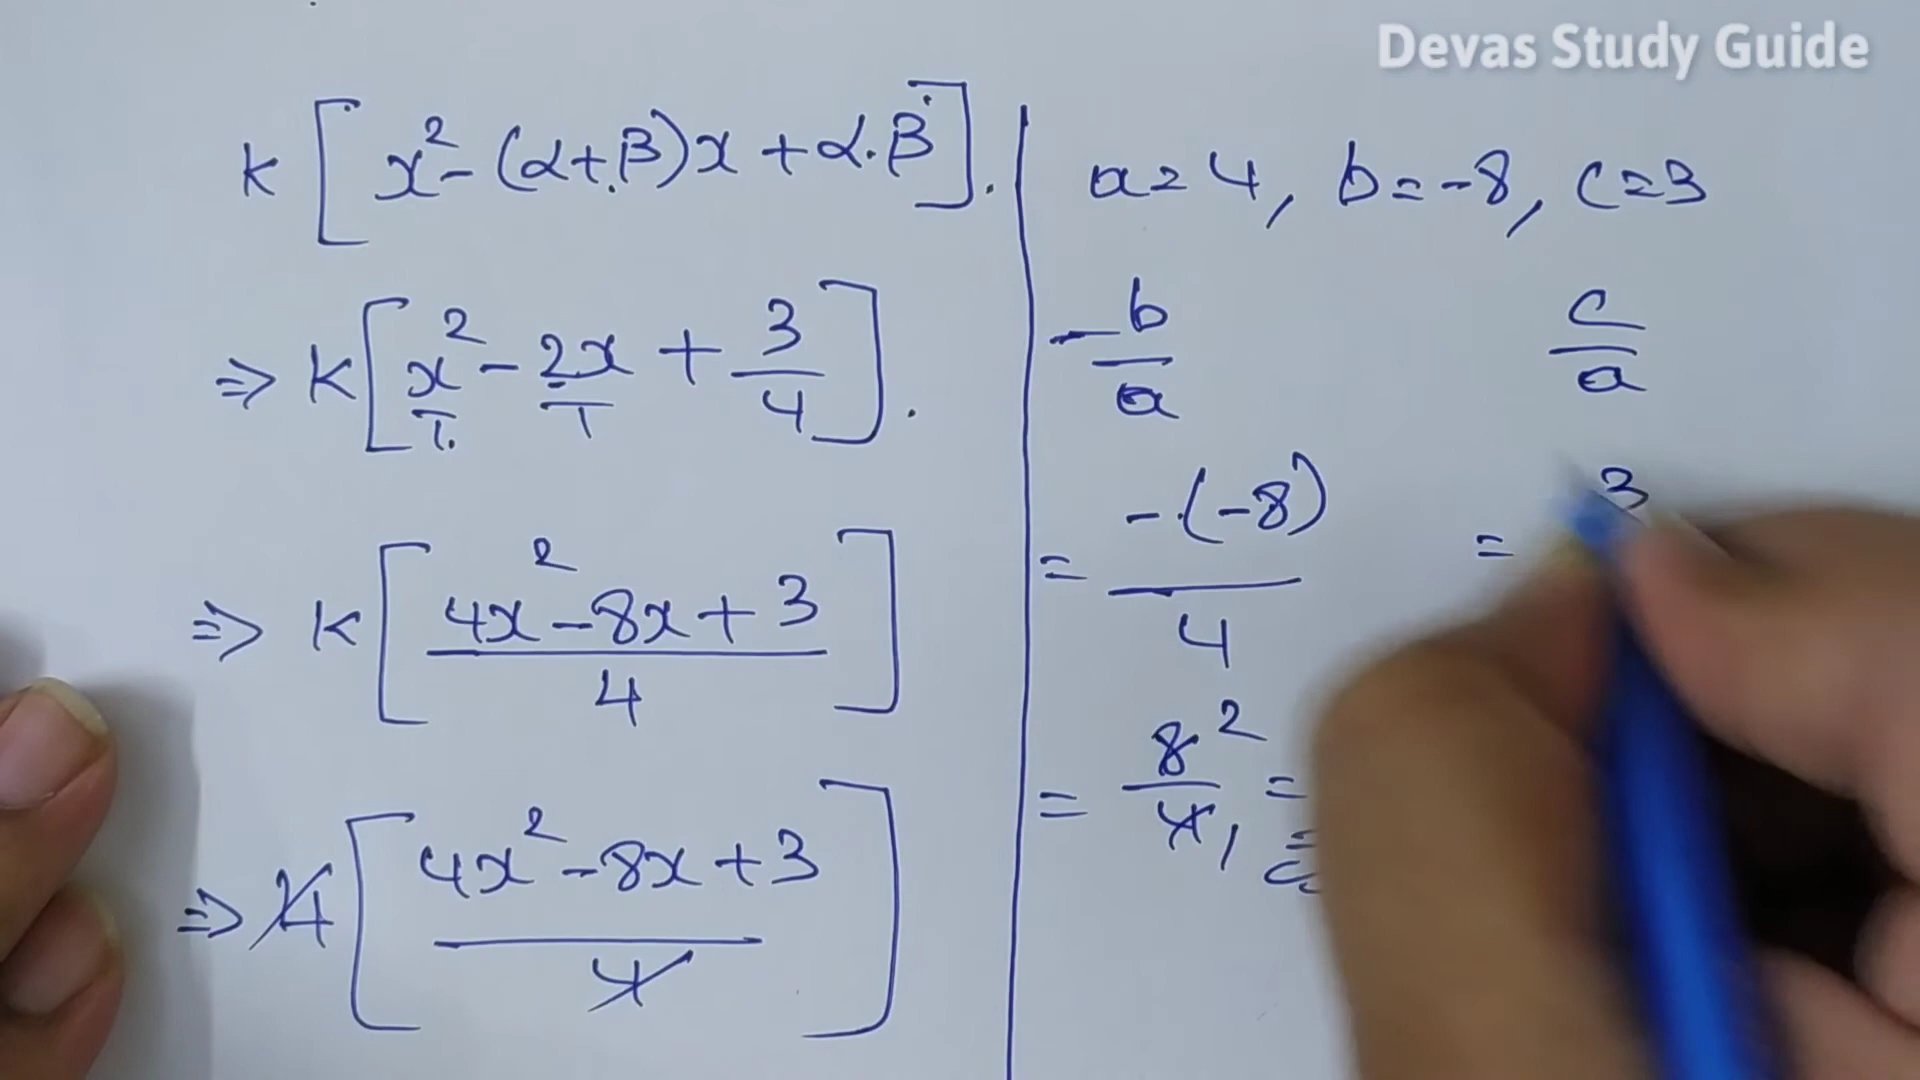 Devas Study Guide
k [x² - (α+β)x + α.β].
⇒ k [x²/1 - 2x/1 + 3/4].
⇒ k [(4x² - 8x + 3)/4]
⇒ 4 [(4x² - 8x + 3)/4]
a=4, b=-8, c=3
-b/a
c/a
= -(-8)/4
= 3
= 8/4, =
2